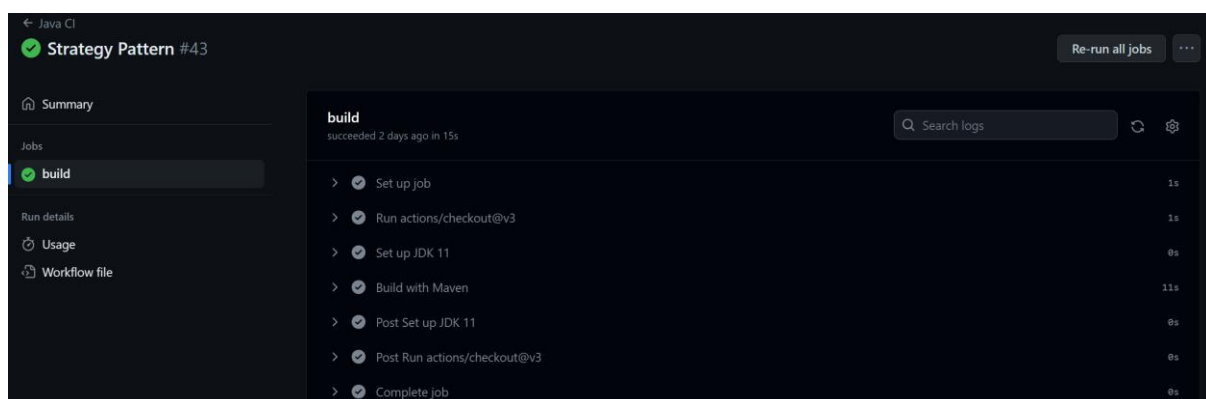 ← Java CI
Strategy Pattern #43
Re-run all jobs
Summary
Jobs
build
Run details
Usage
Workflow file
build
succeeded 2 days ago in 15s
Search logs
Set up job 1s
Run actions/checkout@v3 1s
Set up JDK 11 0s
Build with Maven 11s
Post Set up JDK 11 0s
Post Run actions/checkout@v3 0s
Complete job 0s